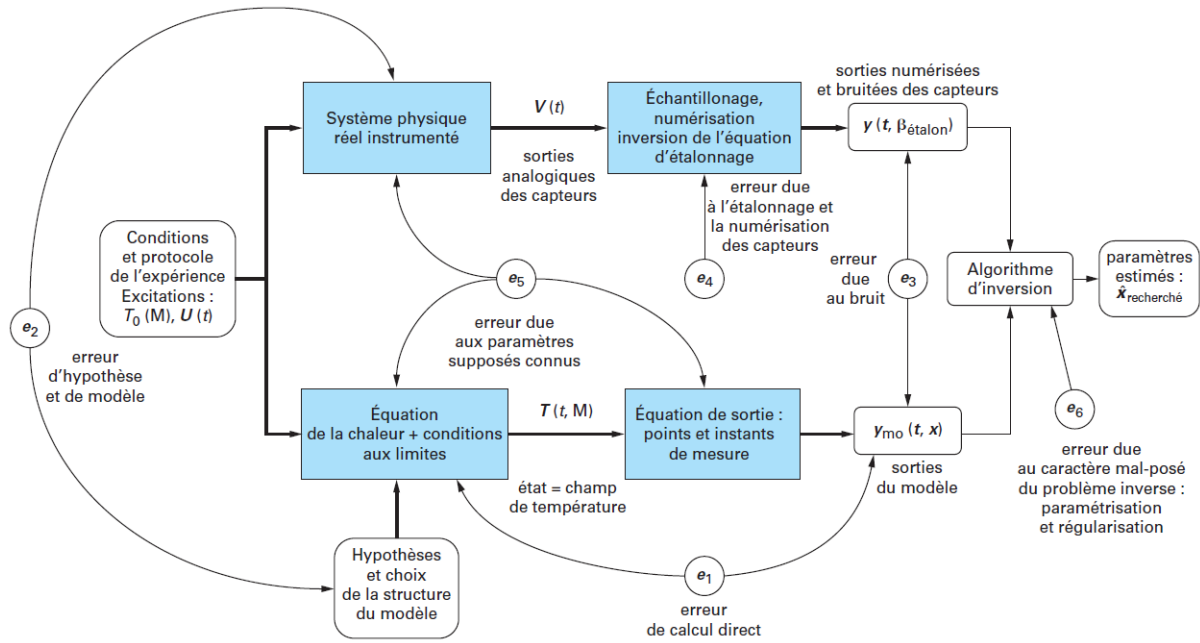 Système physique
réel instrumenté
V (t)
sorties
analogiques
des capteurs
Échantillonage,
numérisation
inversion de l'équation
d'étalonnage
sorties numérisées
et bruitées des capteurs
y (t, βétalon)
Conditions
et protocole
de l'expérience
Excitations :
T0 (M), U (t)
e2
erreur
d'hypothèse
et de modèle
e5
erreur due
aux paramètres
supposés connus
erreur due
à l'étalonnage et
la numérisation
des capteurs
e4
erreur
due
au bruit
e3
Algorithme
d'inversion
paramètres
estimés :
x̂recherché
Équation
de la chaleur + conditions
aux limites
T (t, M)
état = champ
de température
Équation de sortie :
points et instants
de mesure
ymo (t, x)
sorties
du modèle
e6
erreur due
au caractère mal-posé
du problème inverse :
paramétrisation
et régularisation
Hypothèses
et choix
de la structure
du modèle
e1
erreur
de calcul direct